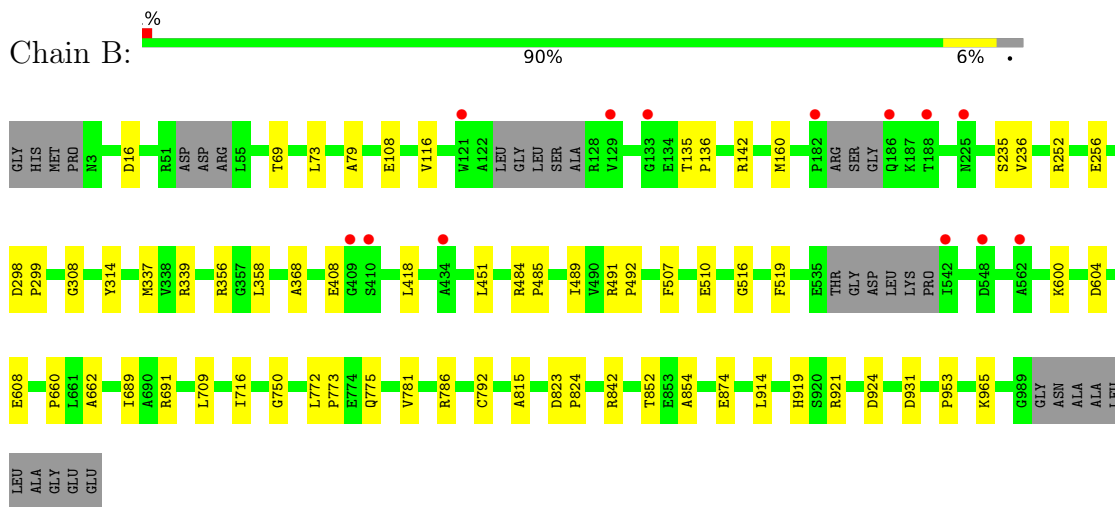 %
Chain B:
90% 6% •
GLY HIS MET PRO N3 D16 R51 ASP ASP ARG L55 T69 L73 A79 E108 V116 W121 A122 LEU GLY LEU SER ALA R128 V129 G133 E134 T135 P136 R142 M160 P182 ARG SER GLY Q186 K187 T188 N225 S235 V236 R252 E256
D298 P299 G308 Y314 M337 V338 R339 R356 G357 L358 A368 E408 G409 S410 L418 A434 L451 R484 P485 I489 V490 R491 P492 F507 E510 G516 F519 E535 THR GLY ASP LEU LYS PRO I542 D548 A562 K600 D604
E608 P660 L661 A662 I689 A690 R691 L709 I716 G750 L772 P773 E774 Q775 V781 R786 C792 A815 D823 P824 R842 T852 E853 A854 E874 L914 H919 S920 R921 D924 D931 P953 K965 G989 GLY ASN ALA ALA ALA LEU
LEU ALA GLY GLU GLU